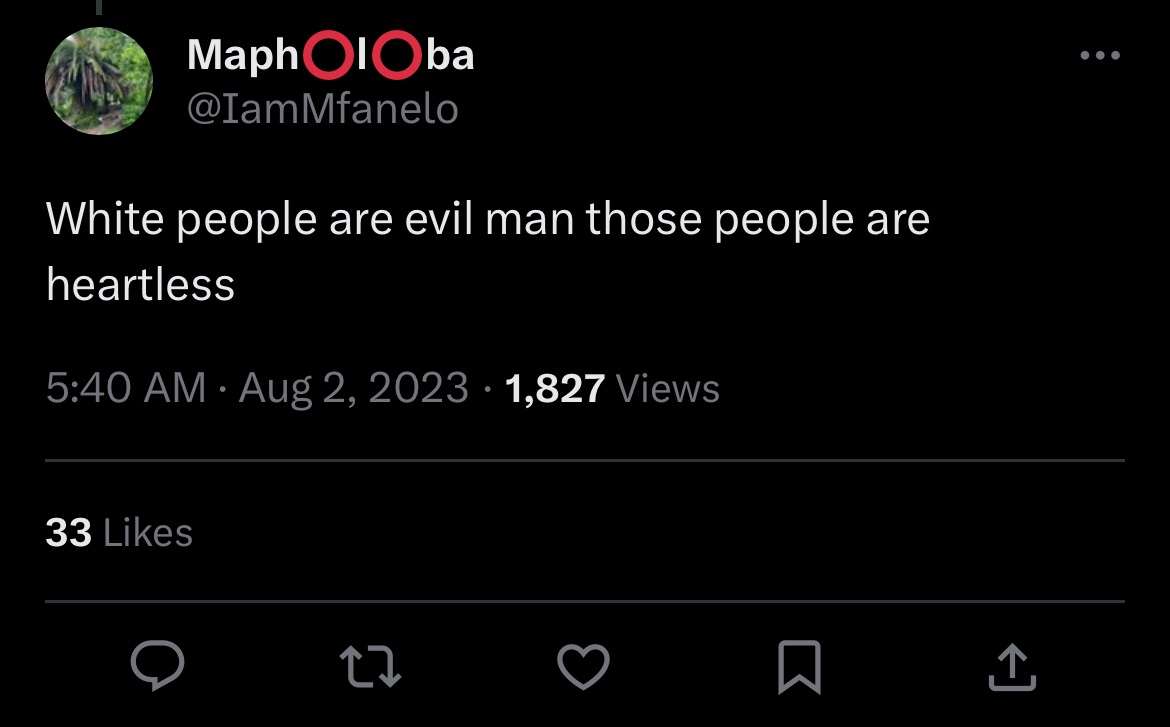 Maph⭕l⭕ba
@IamMfanelo
White people are evil man those people are
heartless
5:40 AM · Aug 2, 2023 · 1,827 Views
33 Likes